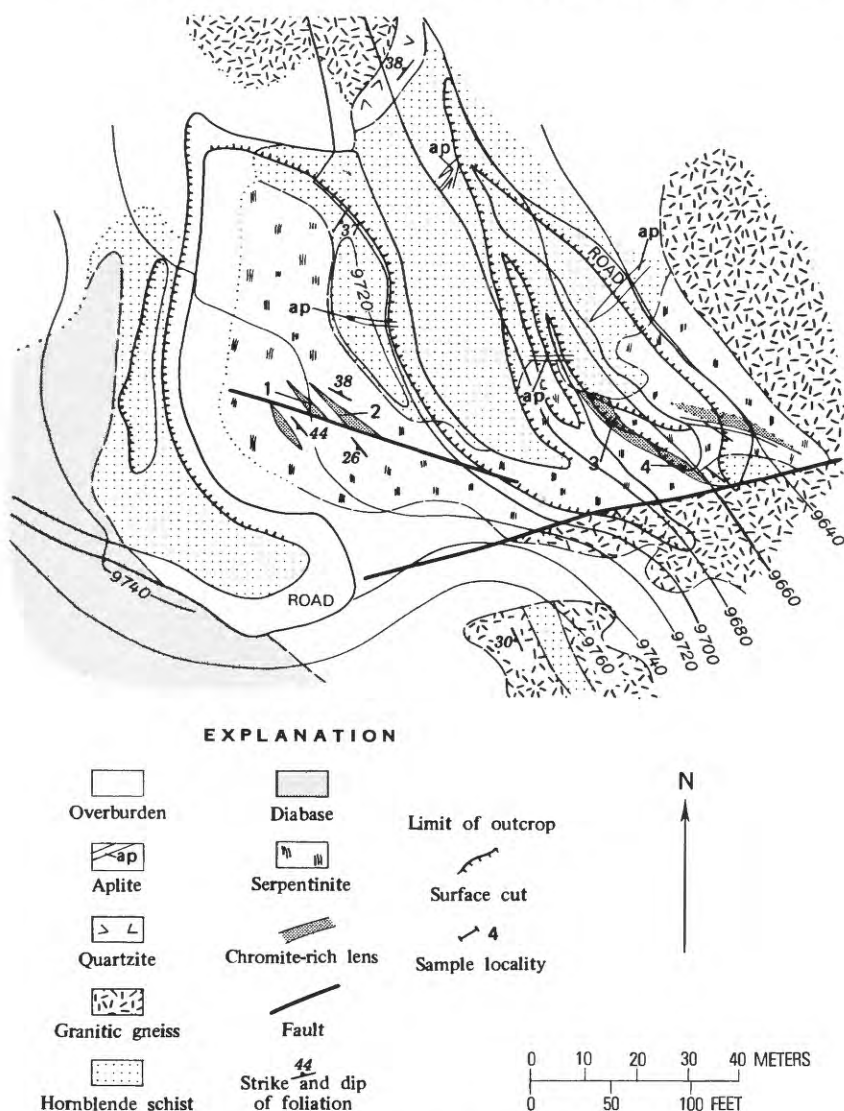 38
ap
ap
ROAD
37
9720
ap
38
1
2
ap
44
26
3
4
9640
9660
9680
9700
9720
9740
9760
9740
ROAD
30
EXPLANATION
Overburden
Diabase
Limit of outcrop
ap
Aplite
Serpentinite
Surface cut
4
Quartzite
Chromite-rich lens
Sample locality
Granitic gneiss
Fault
44
Hornblende schist
Strike and dip
of foliation
N
0 10 20 30 40 METERS
0 50 100 FEET